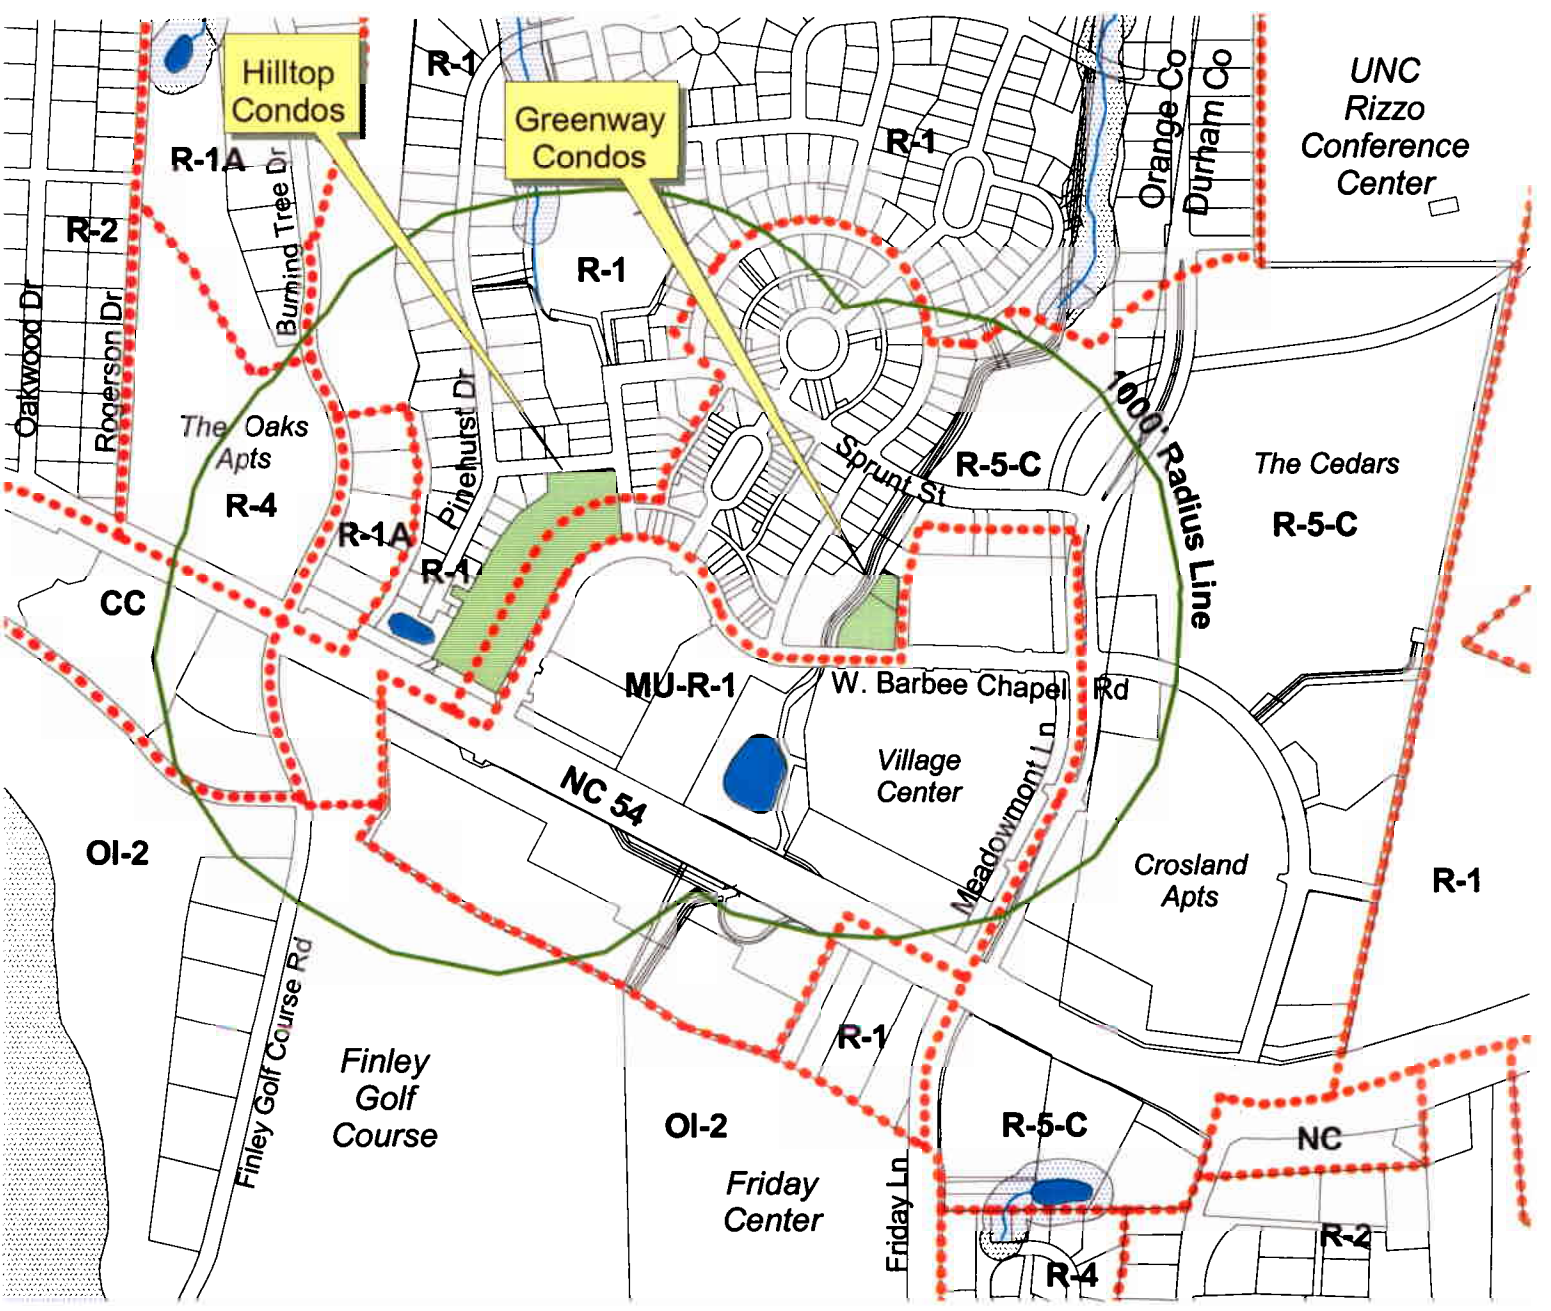 R-1
Hilltop
Condos
Greenway
Condos
UNC
Rizzo
Conference
Center
Orange Co
Durham Co
R-1A
R-1
Burning Tree Dr
R-2
R-1
Oakwood Dr
Rogerson Dr
Pinehurst Dr
1000' Radius Line
The Oaks
Apts
R-4
Sprunt St
R-5-C
The Cedars
R-5-C
R-1A
R-1
CC
MU-R-1
W. Barbee Chapel Rd
Village
Center
Meadowmont Ln
NC 54
OI-2
Crosland
Apts
R-1
Finley Golf Course Rd
Finley
Golf
Course
R-1
OI-2
R-5-C
NC
Friday
Center
Friday Ln
R-2
R-4